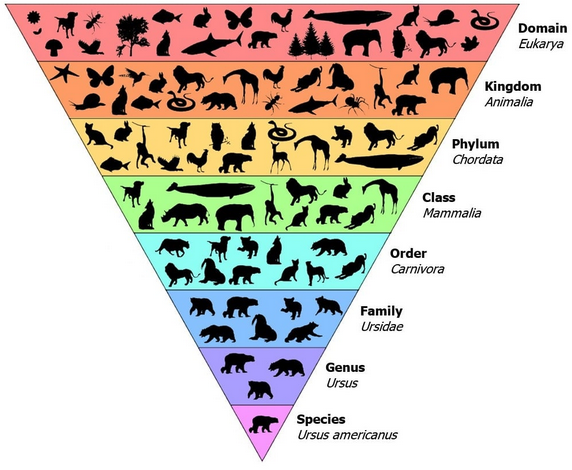 Domain
Eukarya
Kingdom
Animalia
Phylum
Chordata
Class
Mammalia
Order
Carnivora
Family
Ursidae
Genus
Ursus
Species
Ursus americanus